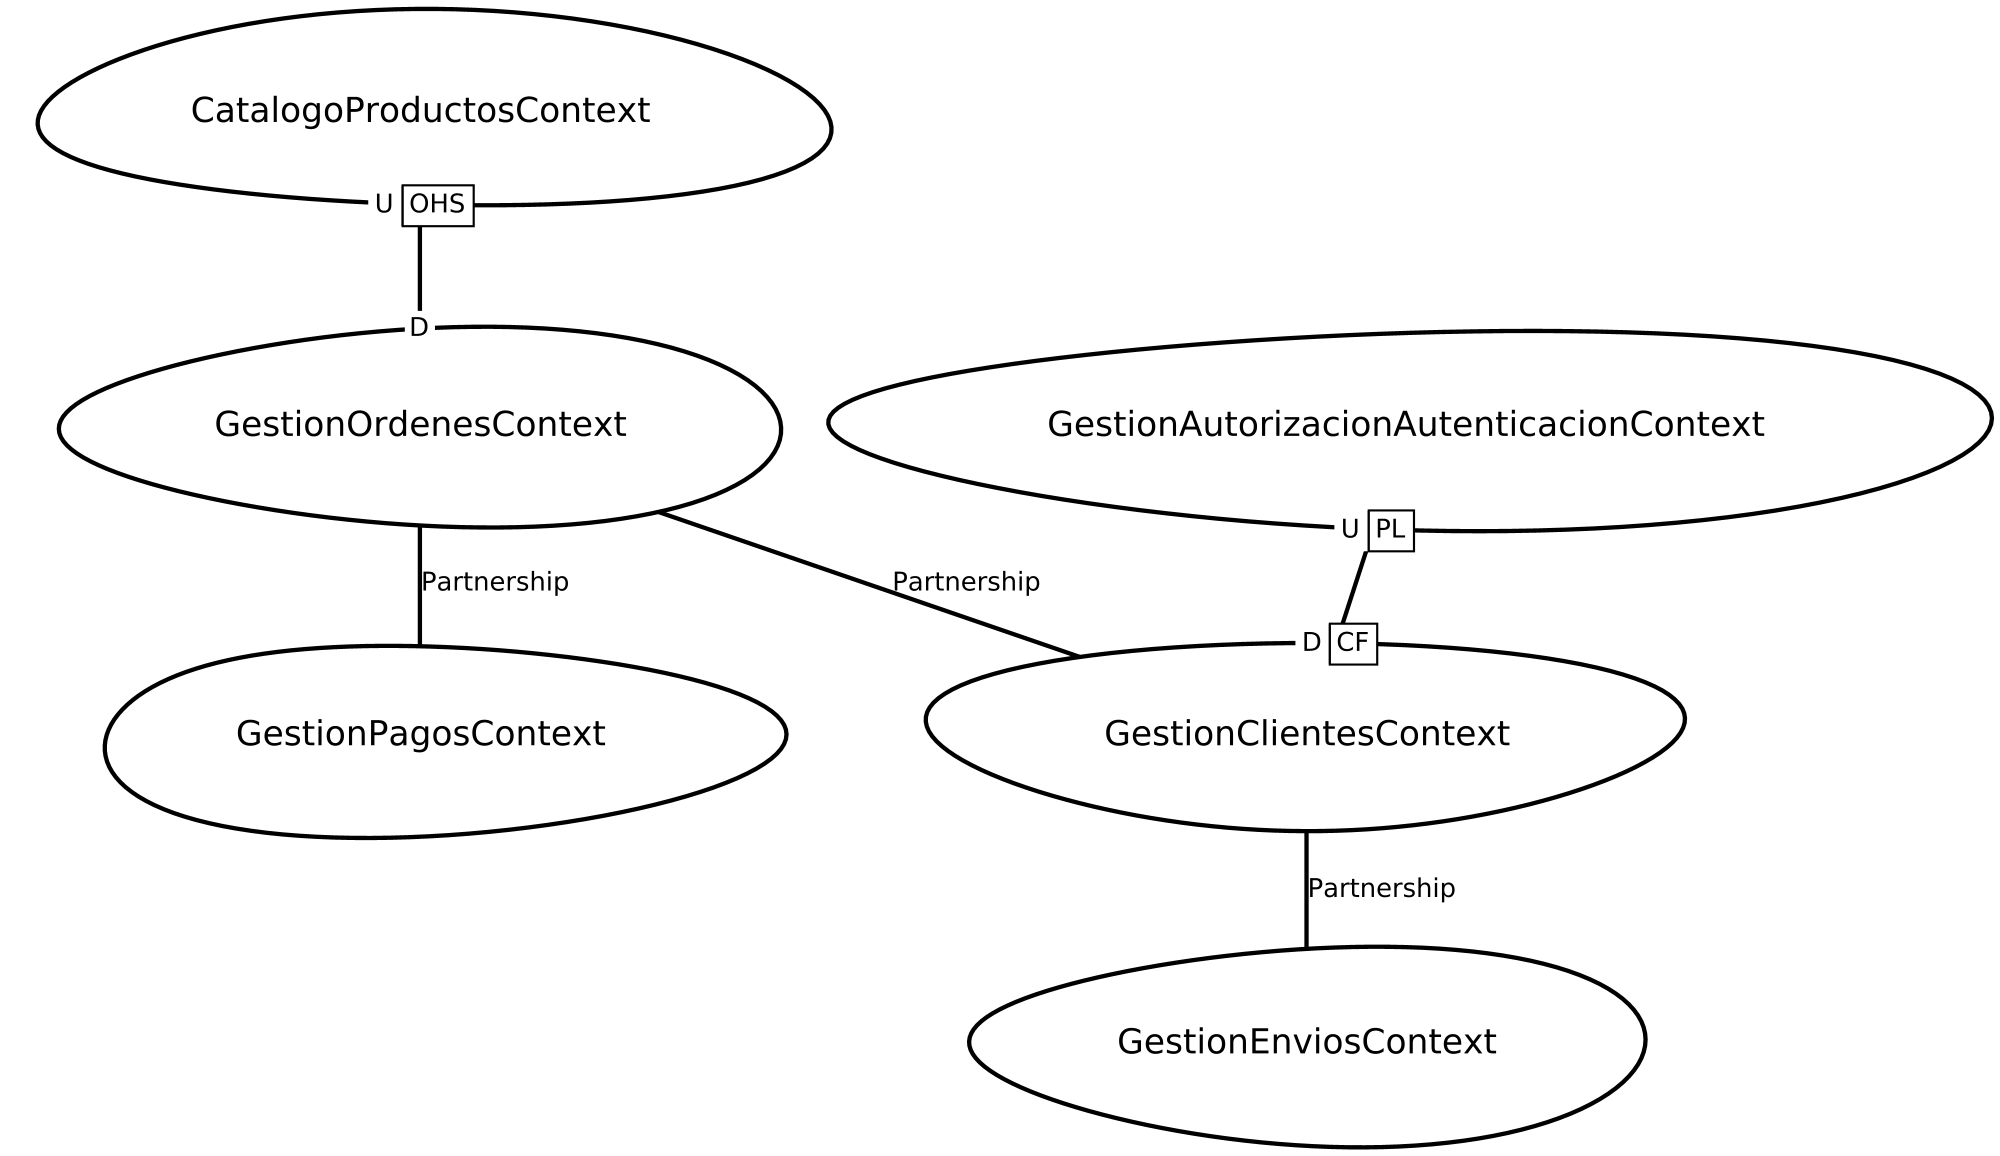 CatalogoProductosContext
U OHS
D
GestionOrdenesContext
GestionAutorizacionAutenticacionContext
U PL
Partnership
Partnership
D CF
GestionPagosContext
GestionClientesContext
Partnership
GestionEnviosContext